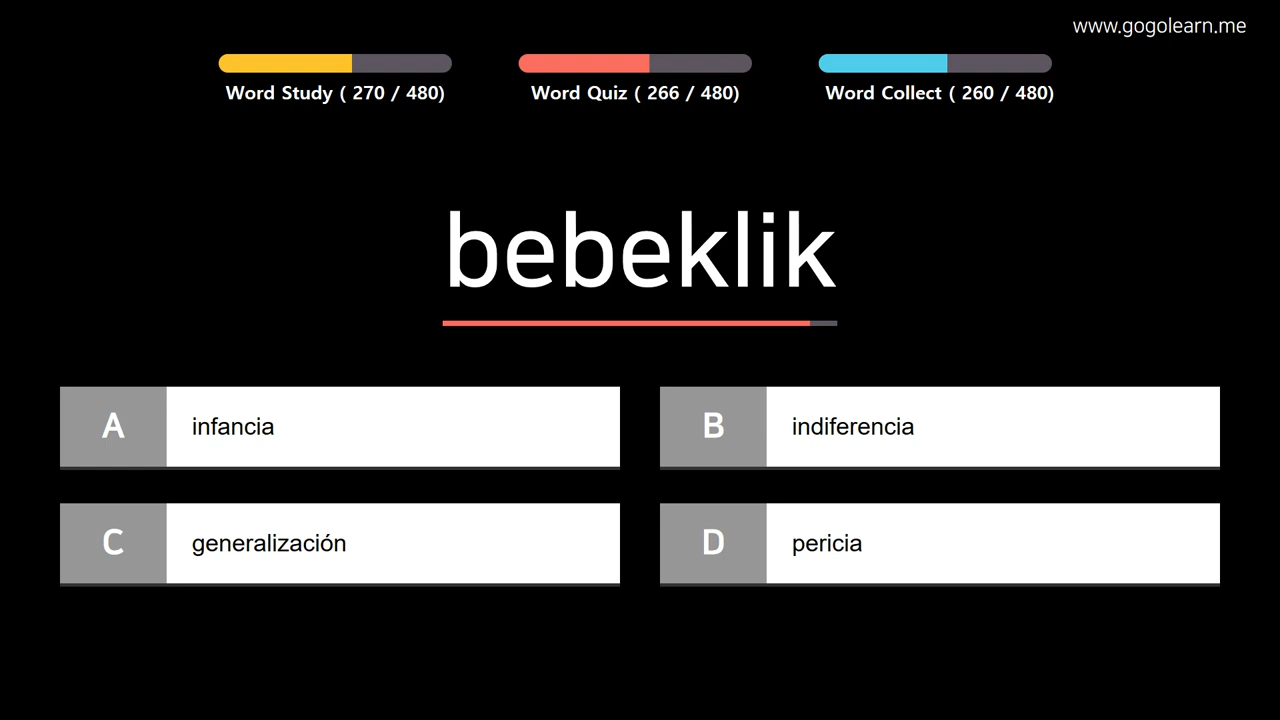 www.gogolearn.me
Word Study ( 270 / 480)
Word Quiz ( 266 / 480)
Word Collect ( 260 / 480)
bebeklik
A infancia
B indiferencia
C generalización
D pericia